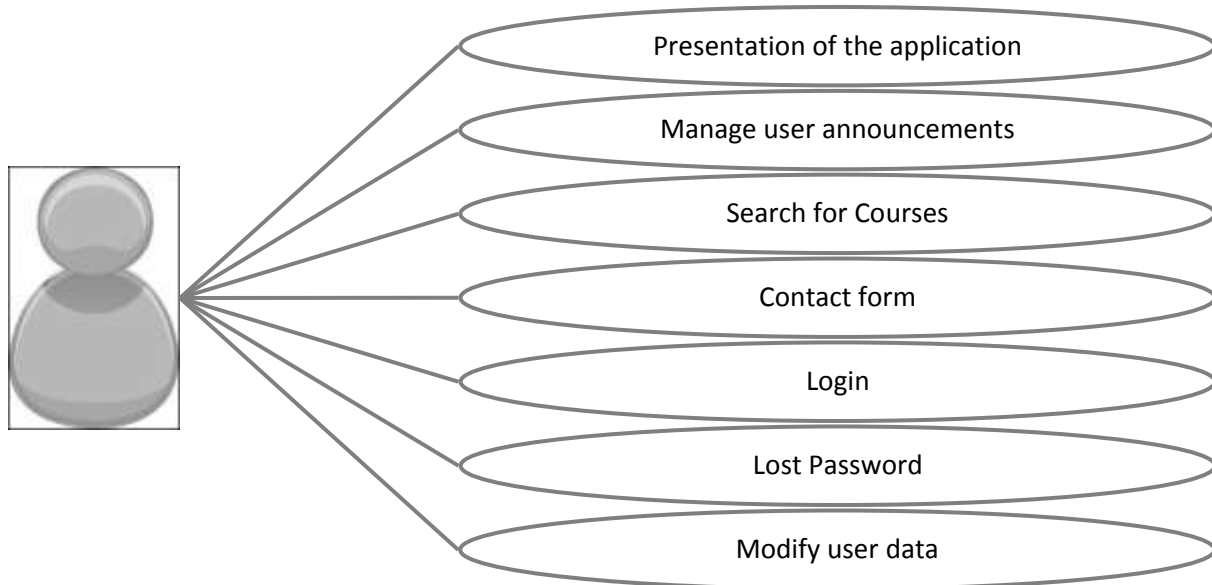 Presentation of the application
Manage user announcements
Search for Courses
Contact form
Login
Lost Password
Modify user data